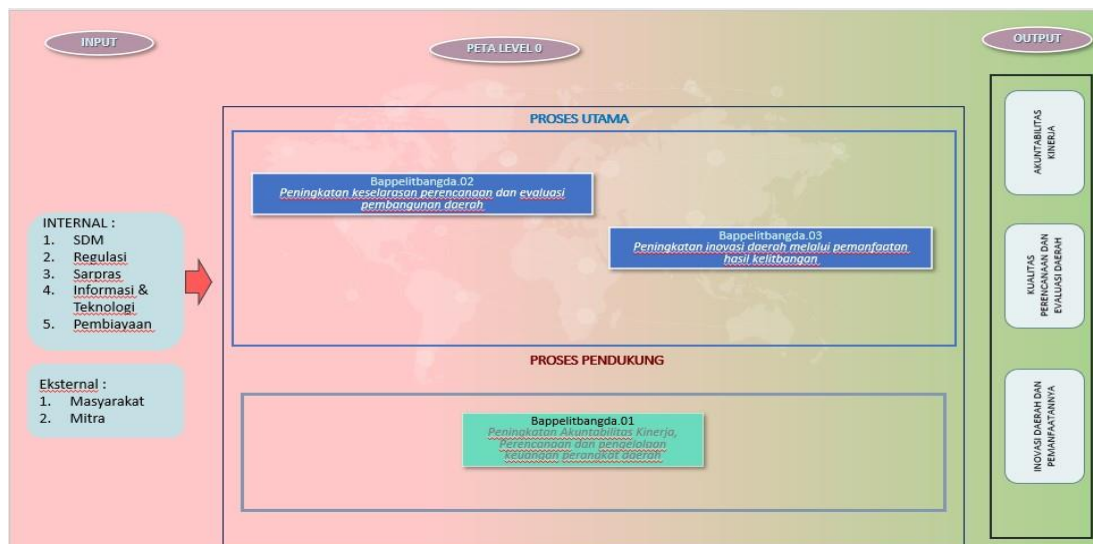 INPUT
PETA LEVEL 0
OUTPUT
PROSES UTAMA
Bappelitbangda.02
Peningkatan keselarasan perencanaan dan evaluasi
pembangunan daerah
Bappelitbangda.03
Peningkatan inovasi daerah melalui pemanfaatan
hasil kelitbangan
INTERNAL :
1. SDM
2. Regulasi
3. Sarpras
4. Informasi &
Teknologi
5. Pembiayaan
Eksternal :
1. Masyarakat
2. Mitra
PROSES PENDUKUNG
Bappelitbangda.01
Peningkatan Akuntabilitas Kinerja,
Perencanaan dan pengelolaan
keuangan perangkat daerah
AKUNTABILITAS
KINERJA
KUALITAS
PERENCANAAN DAN
EVALUASI DAERAH
INOVASI DAERAH DAN
PEMANFAATANNYA